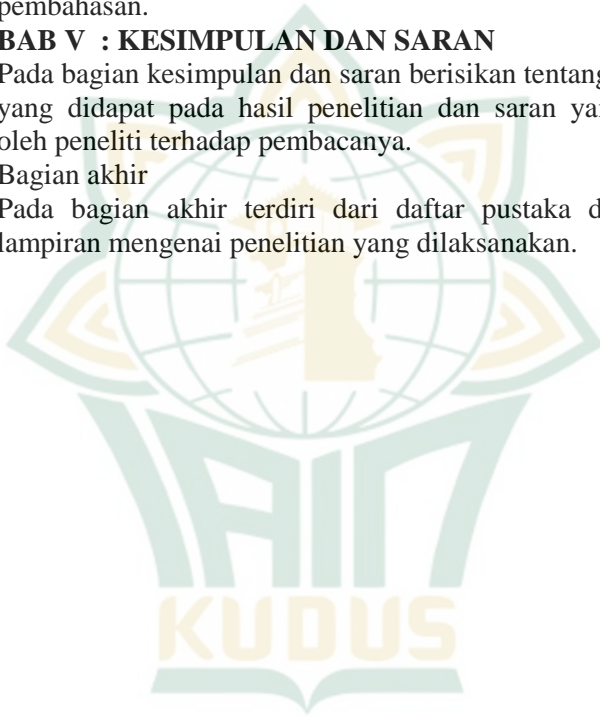 pembahasan.
BAB V : KESIMPULAN DAN SARAN
Pada bagian kesimpulan dan saran berisikan tentang
yang didapat pada hasil penelitian dan saran
oleh peneliti terhadap pembacanya.
Bagian akhir
Pada bagian akhir terdiri dari daftar pustaka
lampiran mengenai penelitian yang dilaksanakan.
IAIN
KUDUS